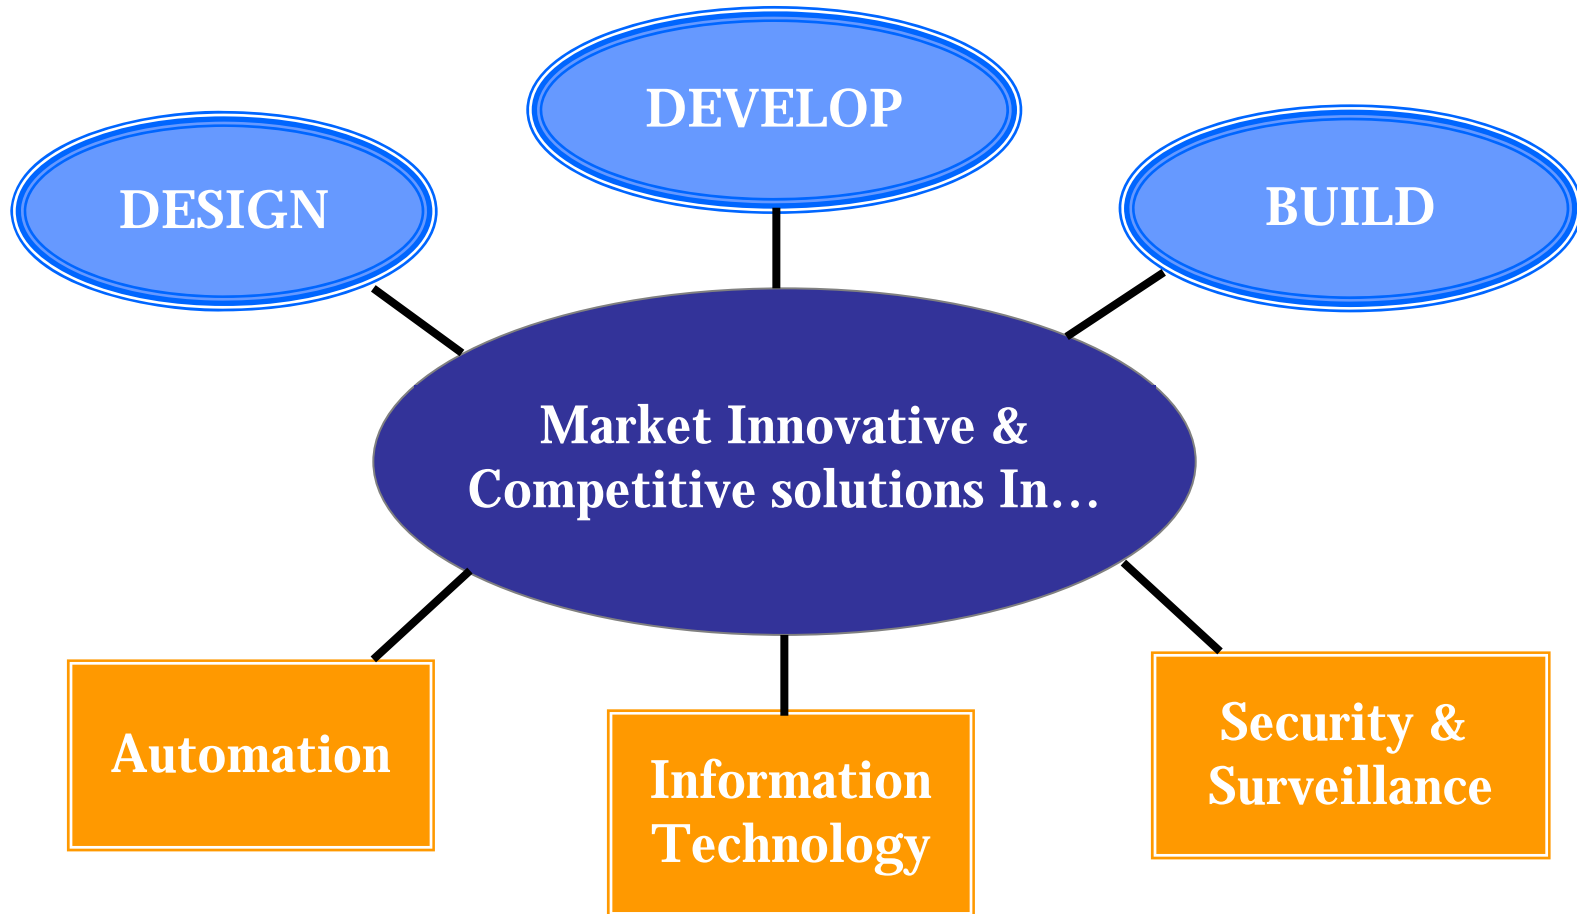 DEVELOP
DESIGN
BUILD
Market Innovative &
Competitive solutions In…
Automation
Information
Technology
Security &
Surveillance